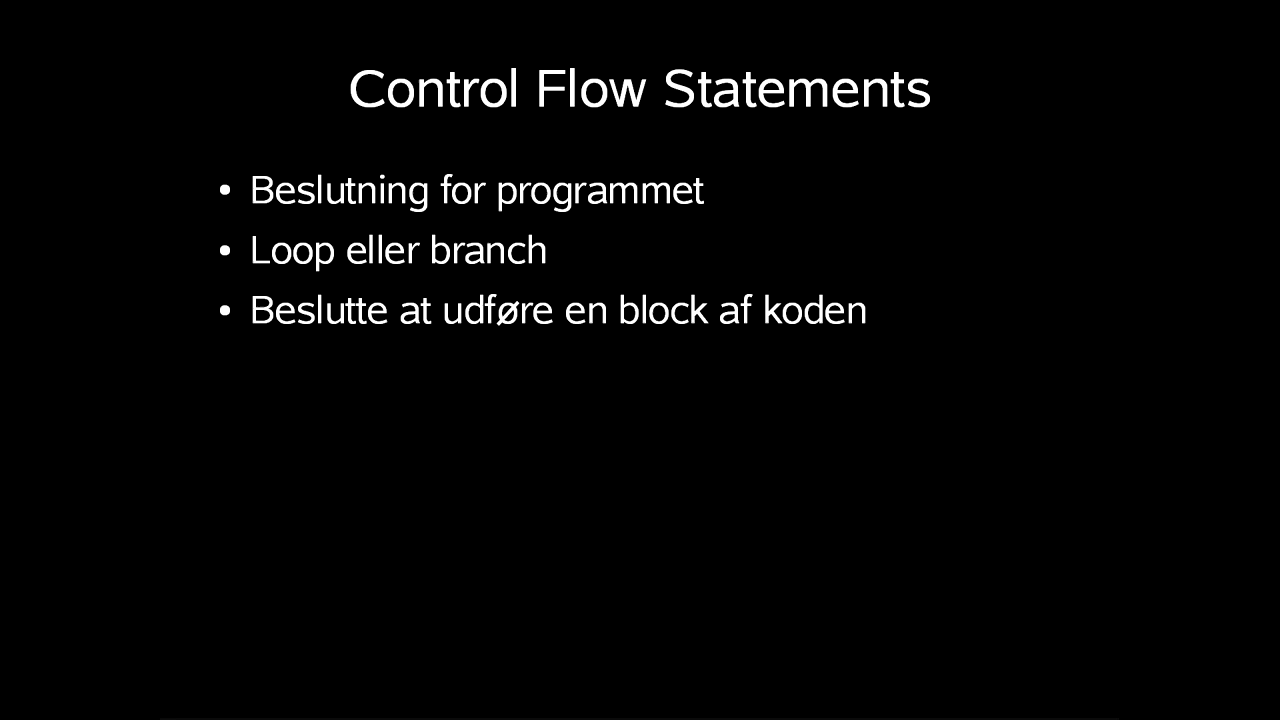 Control Flow Statements
• Beslutning for programmet
• Loop eller branch
• Beslutte at udføre en block af koden